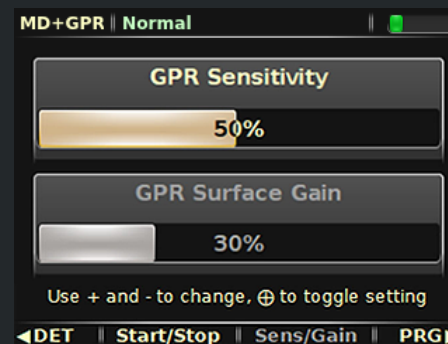 MD+GPR || Normal ||
GPR Sensitivity
50%
GPR Surface Gain
30%
Use + and - to change, ⊕ to toggle setting
◀DET || Start/Stop || Sens/Gain || PRG